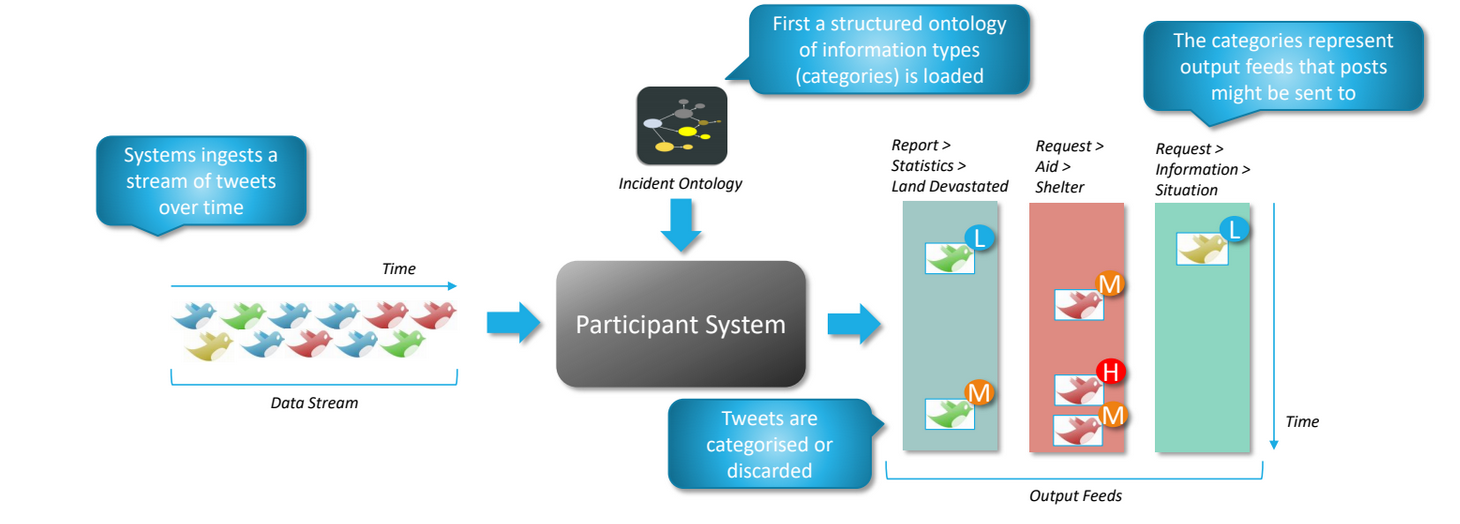 First a structured ontology
of information types
(categories) is loaded
The categories represent
output feeds that posts
might be sent to
Systems ingests a
stream of tweets
over time
Incident Ontology
Report >
Statistics >
Land Devastated
Request >
Aid >
Shelter
Request >
Information >
Situation
Time
Data Stream
Participant System
L
M
M
H
M
L
Tweets are
categorised or
discarded
Time
Output Feeds